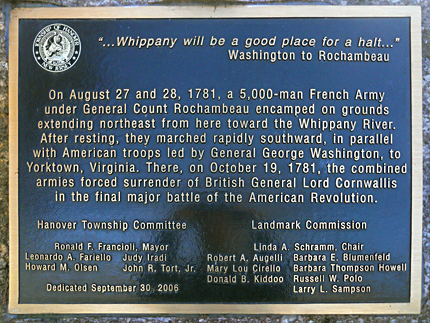 "...Whippany will be a good place for a halt..."
Washington to Rochambeau
On August 27 and 28, 1781, a 5,000-man French Army
under General Count Rochambeau encamped on grounds
extending northeast from here toward the Whippany River.
After resting, they marched rapidly southward, in parallel
with American troops led by General George Washington, to
Yorktown, Virginia. There, on October 19, 1781, the combined
armies forced surrender of British General Lord Cornwallis
in the final major battle of the American Revolution.
Hanover Township Committee
Ronald F. Francioli, Mayor
Leonardo A. Fariello Judy Iradi
Howard M. Olsen John R. Tort, Jr.
Dedicated September 30, 2006
Landmark Commission
Linda A. Schramm, Chair
Robert A. Augelli Barbara E. Blumenfeld
Mary Lou Cirello Barbara Thompson Howell
Donald B. Kiddoo Russell W. Polo
Larry L. Sampson